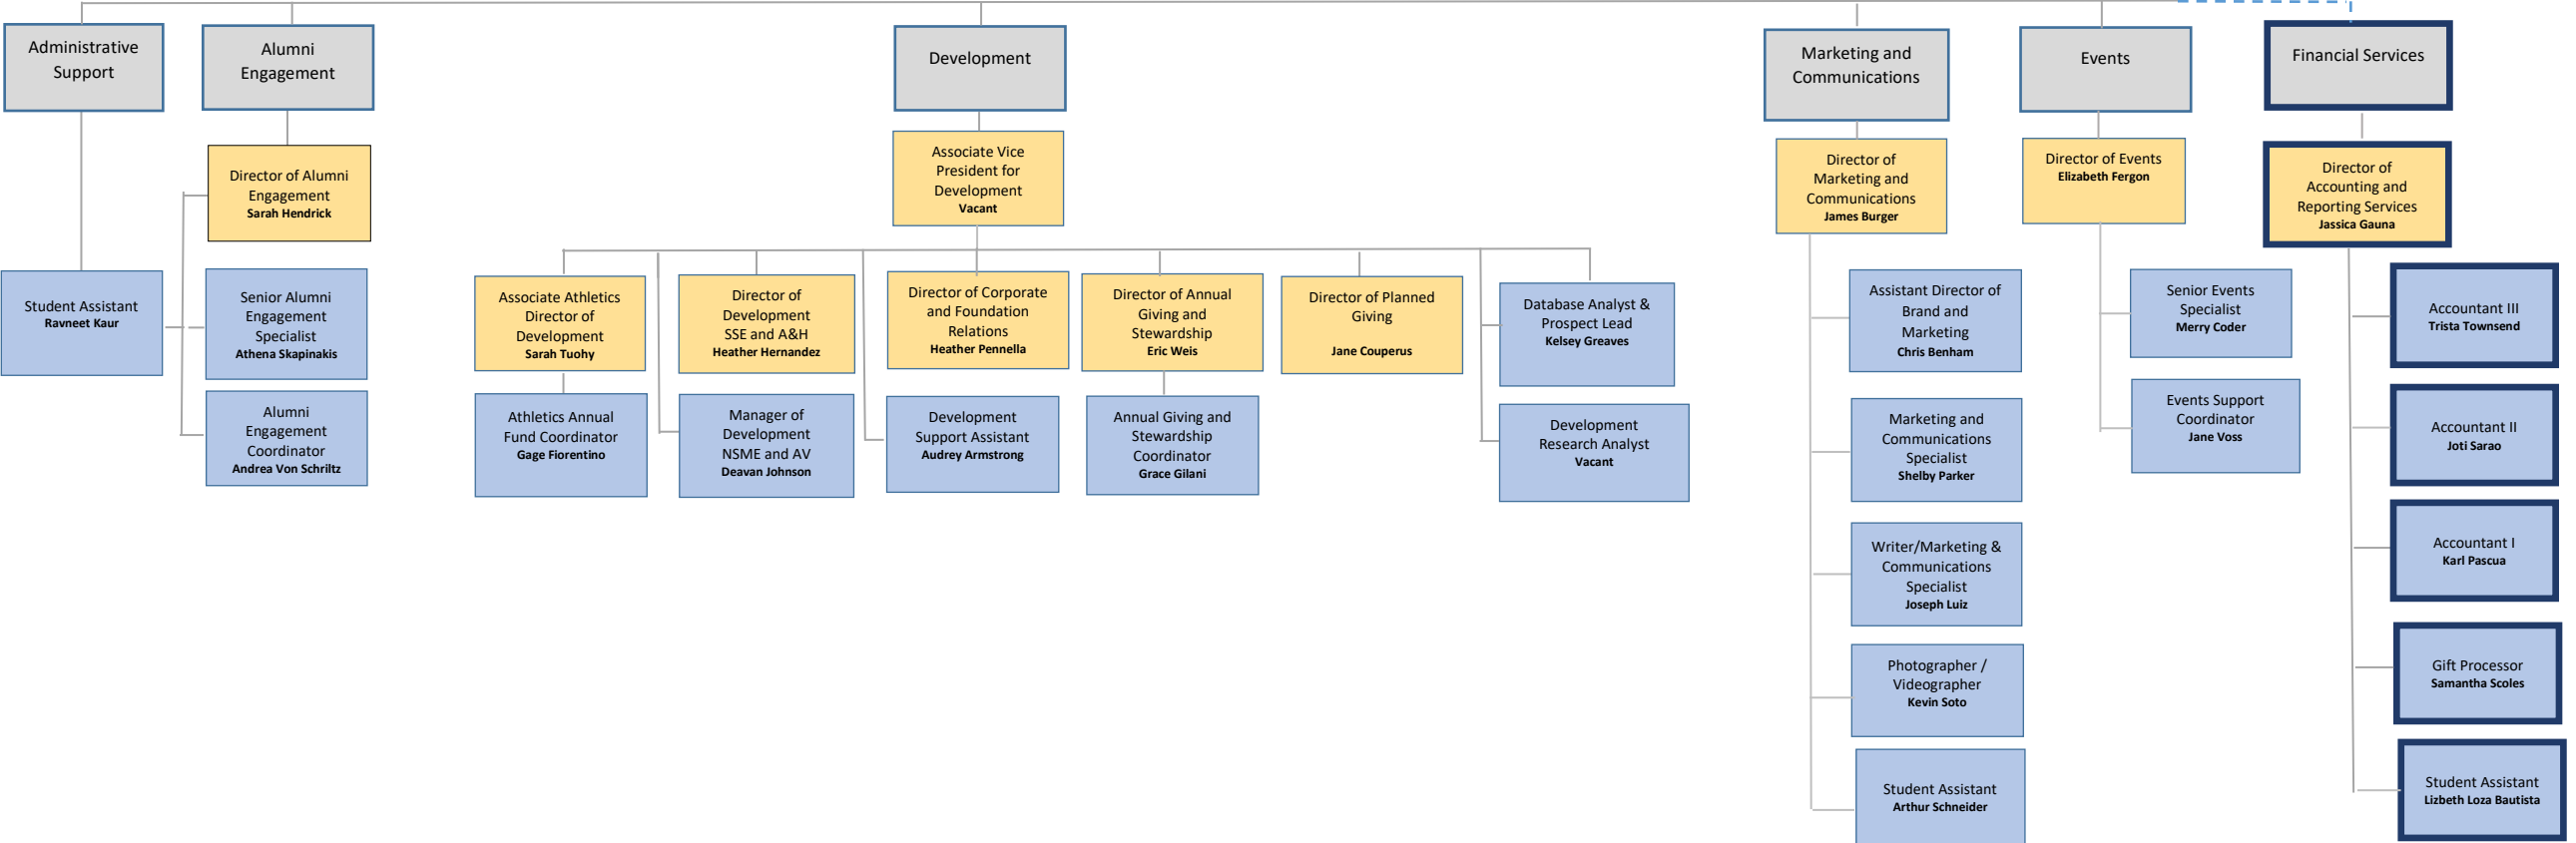 Administrative
Support
Alumni
Engagement
Development
Marketing and
Communications
Events
Financial Services
Student Assistant
Ravneet Kaur
Director of Alumni
Engagement
Sarah Hendrick
Senior Alumni
Engagement
Specialist
Athena Skapinakis
Alumni
Engagement
Coordinator
Andrea Von Schriltz
Associate Vice
President for
Development
Vacant
Associate Athletics
Director of
Development
Sarah Tuohy
Athletics Annual
Fund Coordinator
Gage Fiorentino
Director of
Development
SSE and A&H
Heather Hernandez
Manager of
Development
NSME and AV
Deavan Johnson
Director of Corporate
and Foundation
Relations
Heather Pennella
Development
Support Assistant
Audrey Armstrong
Director of Annual
Giving and
Stewardship
Eric Weis
Annual Giving and
Stewardship
Coordinator
Grace Gilani
Director of Planned
Giving
Jane Couperus
Database Analyst &
Prospect Lead
Kelsey Greaves
Development
Research Analyst
Vacant
Director of
Marketing and
Communications
James Burger
Assistant Director of
Brand and
Marketing
Chris Benham
Marketing and
Communications
Specialist
Shelby Parker
Writer/Marketing &
Communications
Specialist
Joseph Luiz
Photographer /
Videographer
Kevin Soto
Student Assistant
Arthur Schneider
Director of Events
Elizabeth Fergon
Senior Events
Specialist
Merry Coder
Events Support
Coordinator
Jane Voss
Director of
Accounting and
Reporting Services
Jassica Gauna
Accountant III
Trista Townsend
Accountant II
Joti Sarao
Accountant I
Karl Pascua
Gift Processor
Samantha Scoles
Student Assistant
Lizbeth Loza Bautista